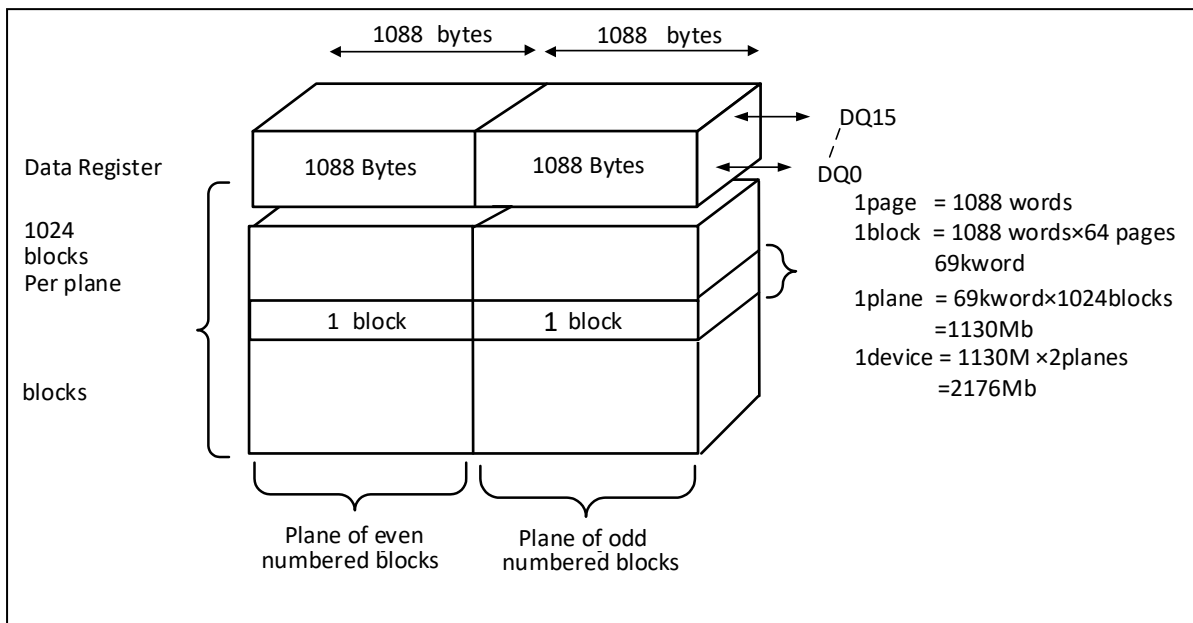 1088 bytes
1088 bytes
DQ15
DQ0
Data Register
1088 Bytes
1088 Bytes
1024
blocks
Per plane
1page = 1088 words
1block = 1088 words×64 pages
69kword
1plane = 69kword×1024blocks
=1130Mb
1device = 1130M ×2planes
=2176Mb
1 block
1 block
blocks
Plane of even
numbered blocks
Plane of odd
numbered blocks